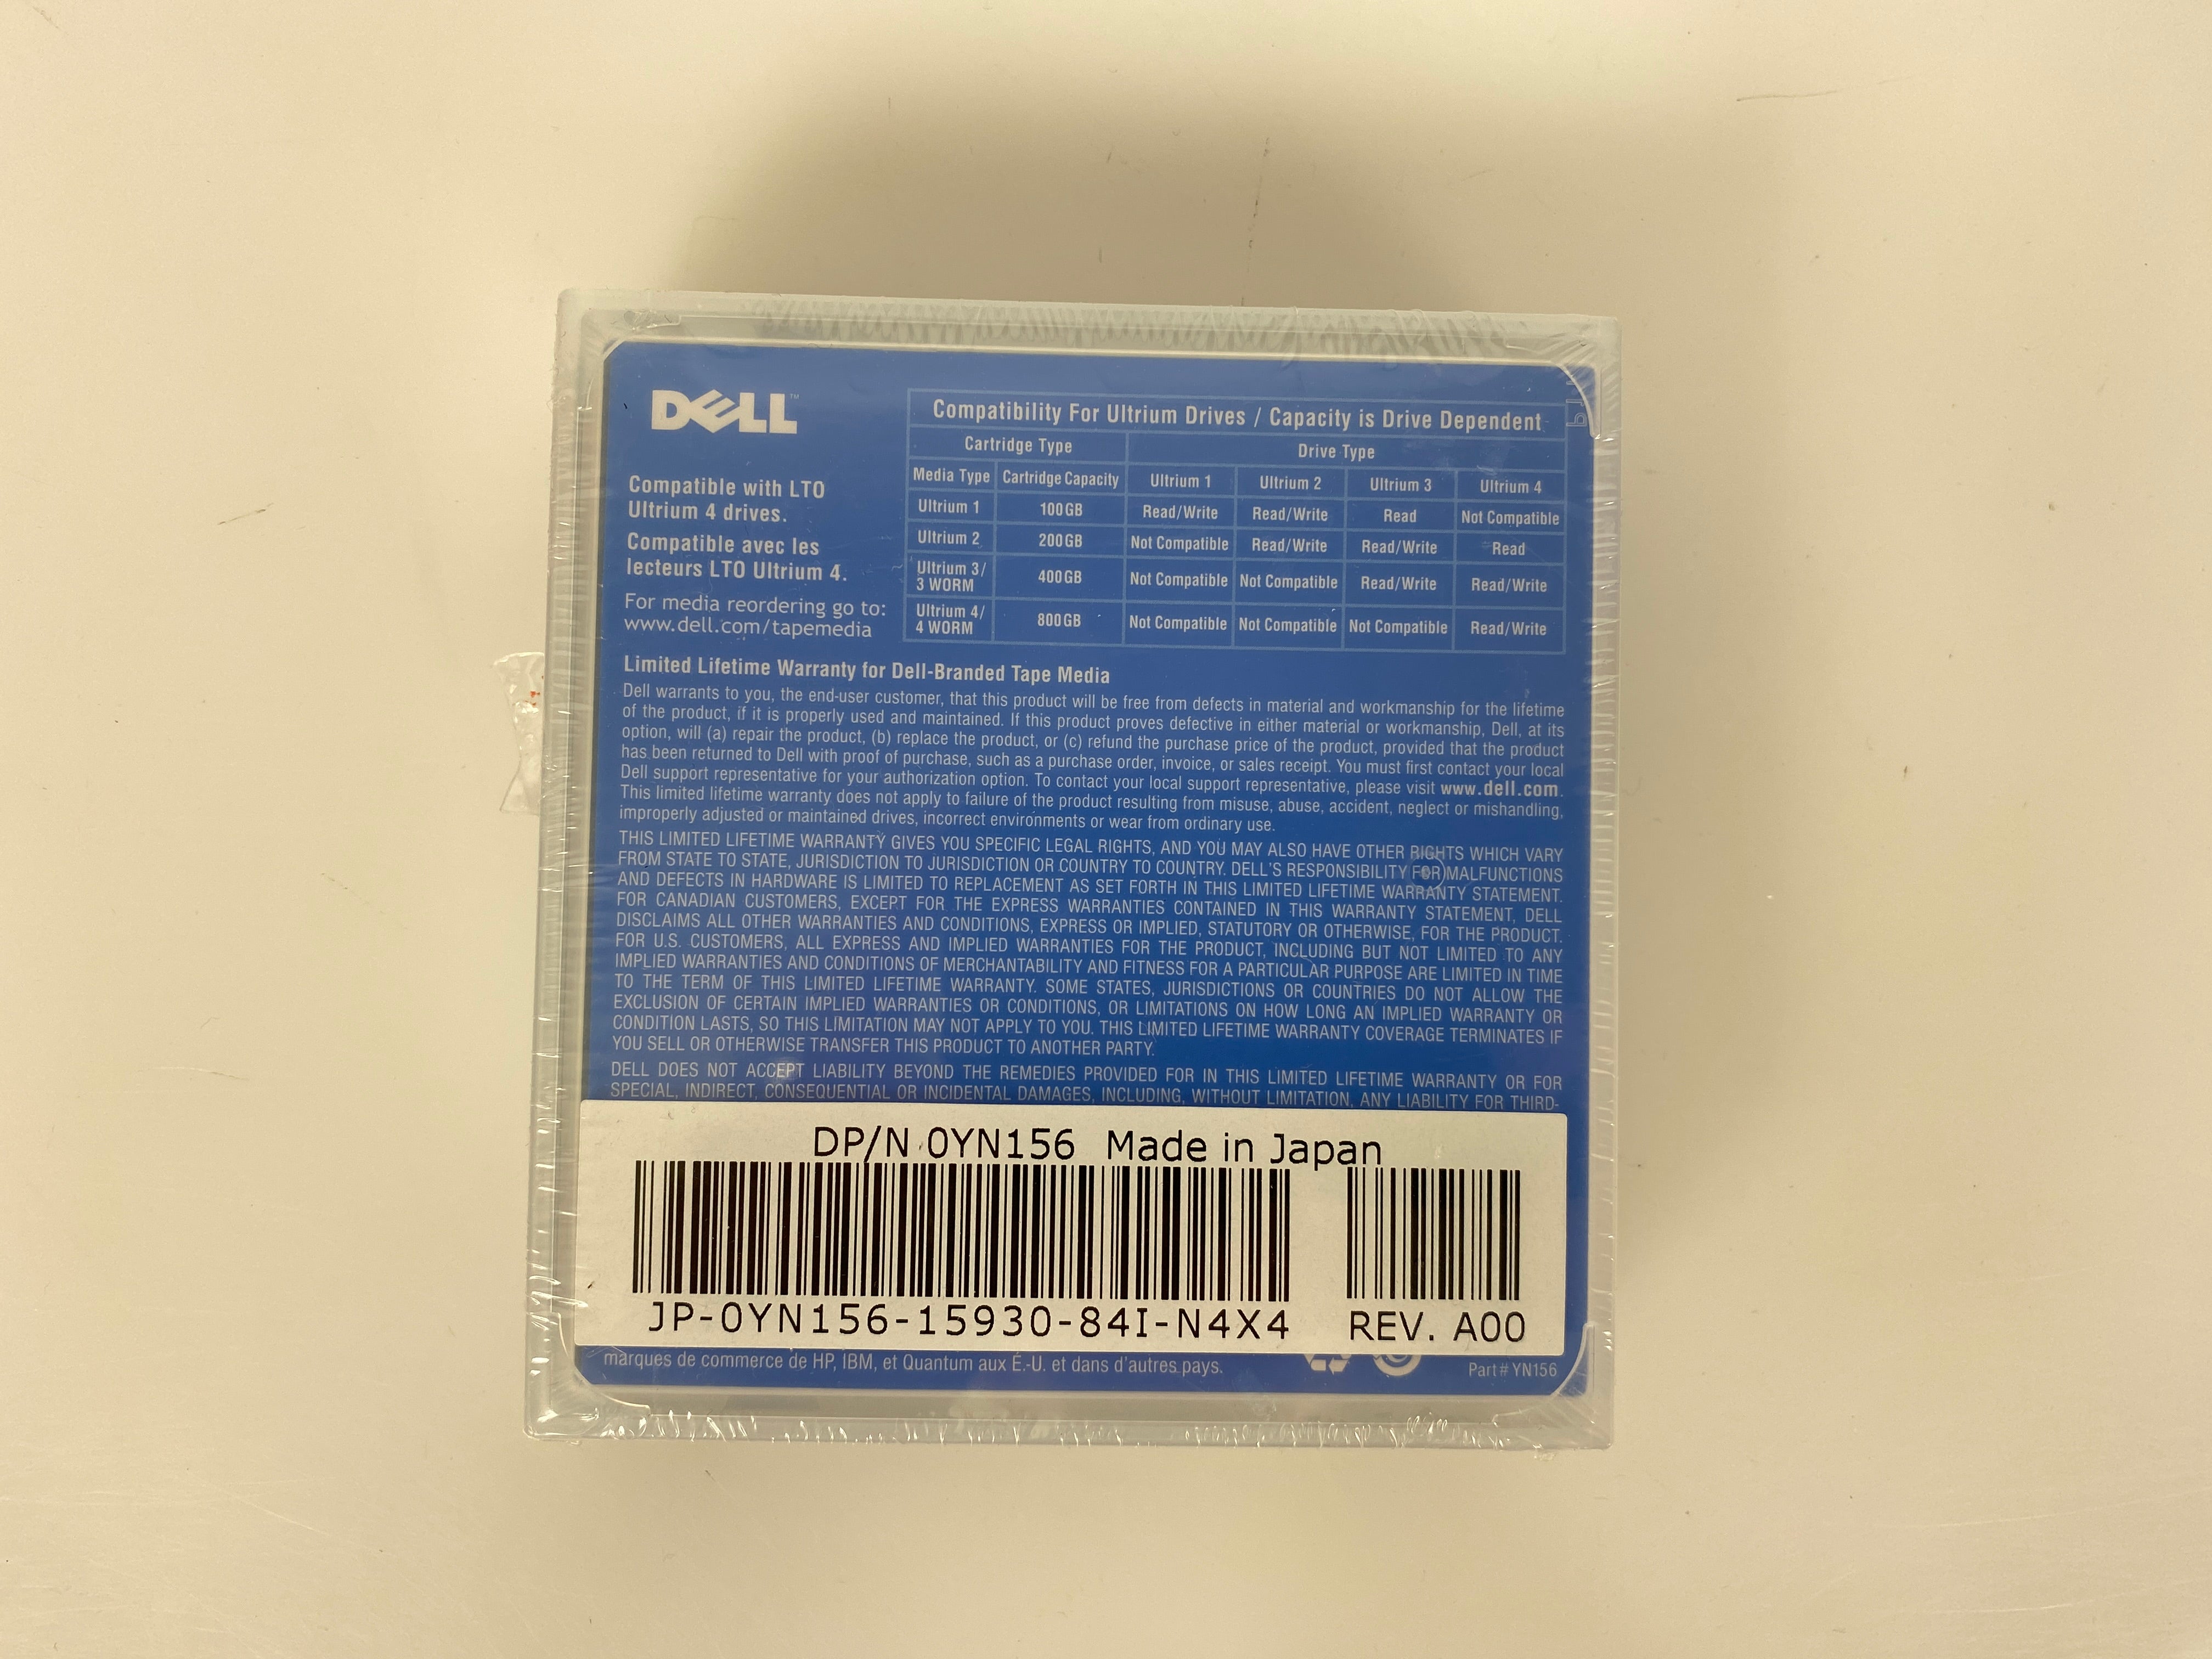 DELL™
Compatible with LTO
Ultrium 4 drives.
Compatible avec les
lecteurs LTO Ultrium 4.
For media reordering go to:
www.dell.com/tapemedia
Compatibility For Ultrium Drives / Capacity is Drive Dependent
Cartridge Type Drive Type
Media Type Cartridge Capacity Ultrium 1 Ultrium 2 Ultrium 3 Ultrium 4
Ultrium 1 100GB Read/Write Read/Write Read Not Compatible
Ultrium 2 200GB Not Compatible Read/Write Read/Write Read
Ultrium 3/
3 WORM 400GB Not Compatible Not Compatible Read/Write Read/Write
Ultrium 4/
4 WORM 800GB Not Compatible Not Compatible Not Compatible Read/Write
Limited Lifetime Warranty for Dell-Branded Tape Media
Dell warrants to you, the end-user customer, that this product will be free from defects in material and workmanship for the lifetime
of the product, if it is properly used and maintained. If this product proves defective in either material or workmanship, Dell, at its
option, will (a) repair the product, (b) replace the product, or (c) refund the purchase price of the product, provided that the product
has been returned to Dell with proof of purchase, such as a purchase order, invoice, or sales receipt. You must first contact your local
Dell support representative for your authorization option. To contact your local support representative, please visit www.dell.com.
This limited lifetime warranty does not apply to failure of the product resulting from misuse, abuse, accident, neglect or mishandling,
improperly adjusted or maintained drives, incorrect environments or wear from ordinary use.
THIS LIMITED LIFETIME WARRANTY GIVES YOU SPECIFIC LEGAL RIGHTS, AND YOU MAY ALSO HAVE OTHER RIGHTS WHICH VARY
FROM STATE TO STATE, JURISDICTION TO JURISDICTION OR COUNTRY TO COUNTRY. DELL'S RESPONSIBILITY FOR MALFUNCTIONS
AND DEFECTS IN HARDWARE IS LIMITED TO REPLACEMENT AS SET FORTH IN THIS LIMITED LIFETIME WARRANTY STATEMENT.
FOR CANADIAN CUSTOMERS, EXCEPT FOR THE EXPRESS WARRANTIES CONTAINED IN THIS WARRANTY STATEMENT, DELL
DISCLAIMS ALL OTHER WARRANTIES AND CONDITIONS, EXPRESS OR IMPLIED, STATUTORY OR OTHERWISE, FOR THE PRODUCT.
FOR U.S. CUSTOMERS, ALL EXPRESS AND IMPLIED WARRANTIES FOR THE PRODUCT, INCLUDING BUT NOT LIMITED TO ANY
IMPLIED WARRANTIES AND CONDITIONS OF MERCHANTABILITY AND FITNESS FOR A PARTICULAR PURPOSE ARE LIMITED IN TIME
TO THE TERM OF THIS LIMITED LIFETIME WARRANTY. SOME STATES, JURISDICTIONS OR COUNTRIES DO NOT ALLOW THE
EXCLUSION OF CERTAIN IMPLIED WARRANTIES OR CONDITIONS, OR LIMITATIONS ON HOW LONG AN IMPLIED WARRANTY OR
CONDITION LASTS, SO THIS LIMITATION MAY NOT APPLY TO YOU. THIS LIMITED LIFETIME WARRANTY COVERAGE TERMINATES IF
YOU SELL OR OTHERWISE TRANSFER THIS PRODUCT TO ANOTHER PARTY.
DELL DOES NOT ACCEPT LIABILITY BEYOND THE REMEDIES PROVIDED FOR IN THIS LIMITED LIFETIME WARRANTY OR FOR
SPECIAL, INDIRECT, CONSEQUENTIAL OR INCIDENTAL DAMAGES, INCLUDING, WITHOUT LIMITATION, ANY LIABILITY FOR THIRD-
DP/N 0YN156 Made in Japan
JP-0YN156-15930-84I-N4X4 REV. A00
marques de commerce de HP, IBM, et Quantum aux É.-U. et dans d'autres pays.
Part# YN156